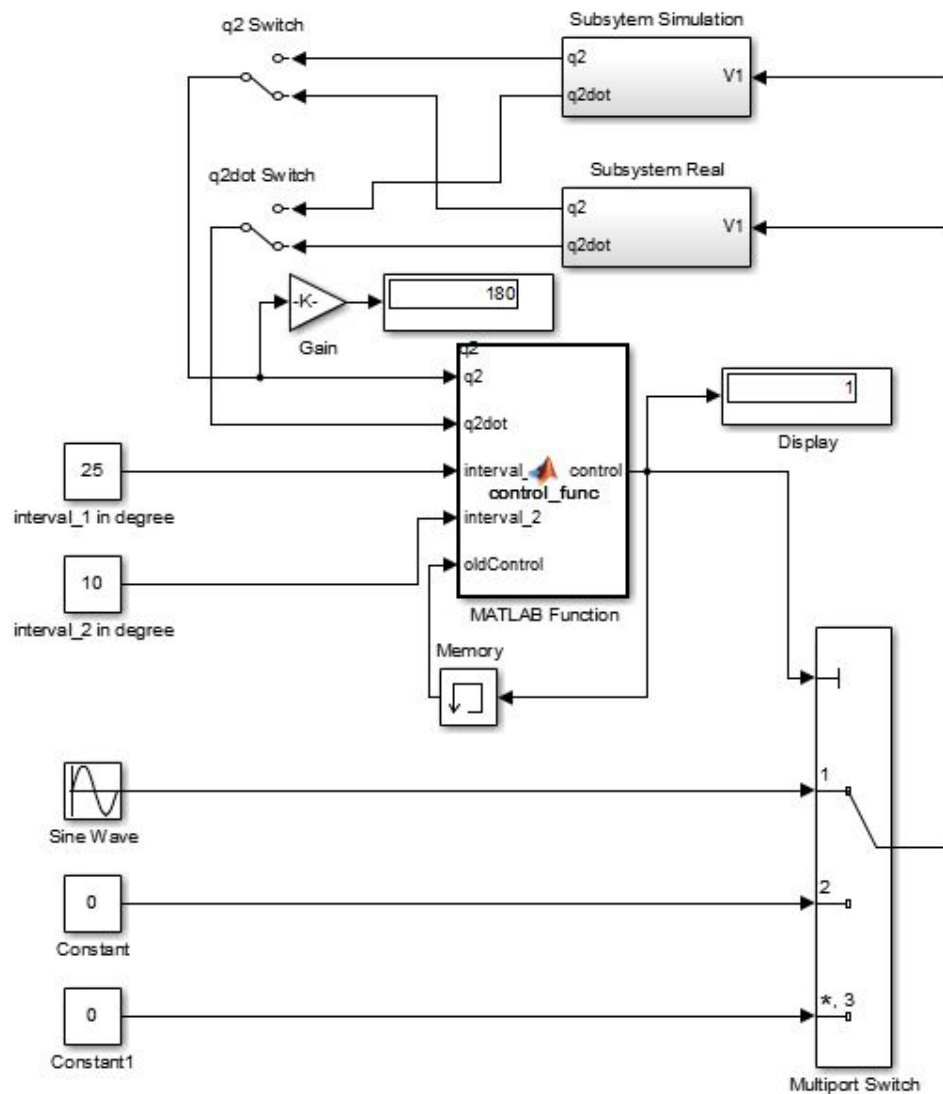 Subsytem Simulation
q2 Switch
q2
V1
q2dot
q2dot Switch
Subsystem Real
q2
V1
q2dot
-K-
180
Gain
q2
q2
1
q2dot
Display
25
interval_
control
control_func
interval_1 in degree
interval_2
10
oldControl
interval_2 in degree
MATLAB Function
Memory
1
Sine Wave
0
2
Constant
0
*, 3
Constant1
Multiport Switch